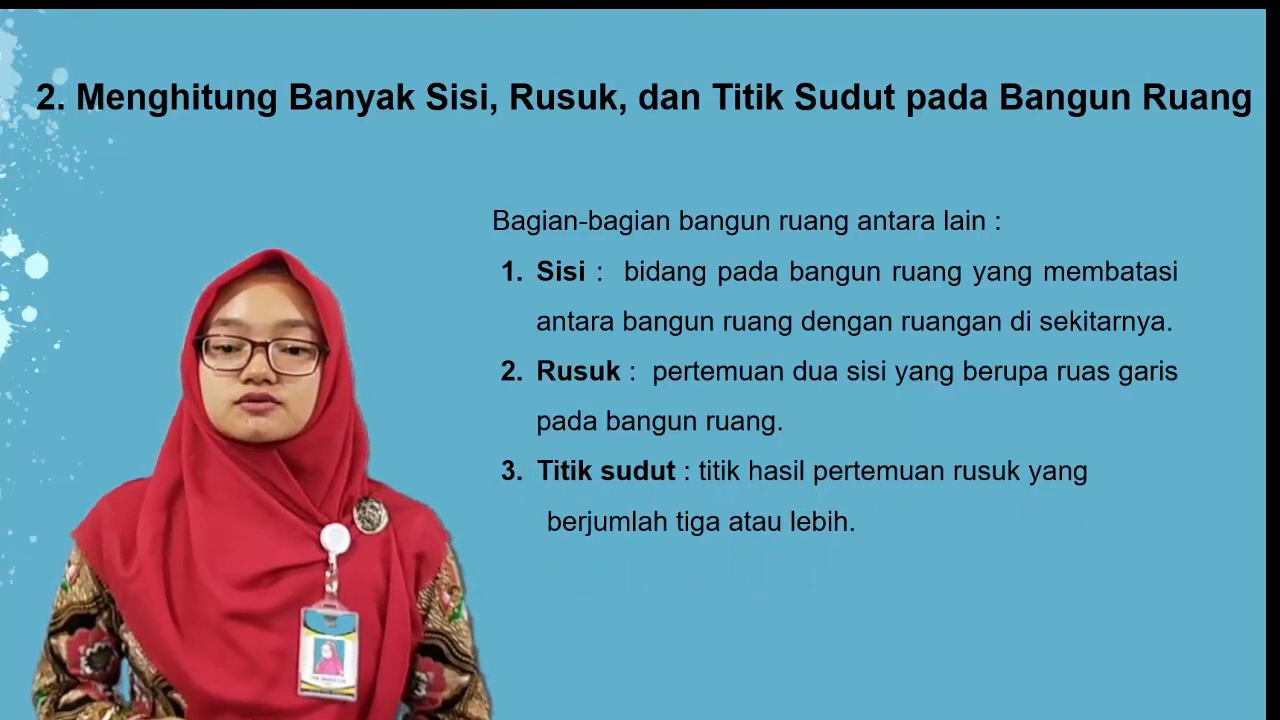 2. Menghitung Banyak Sisi, Rusuk, dan Titik Sudut pada Bangun Ruang
Bagian-bagian bangun ruang antara lain :
1. Sisi : bidang pada bangun ruang yang membatasi
antara bangun ruang dengan ruangan di sekitarnya.
2. Rusuk : pertemuan dua sisi yang berupa ruas garis
pada bangun ruang.
3. Titik sudut : titik hasil pertemuan rusuk yang
berjumlah tiga atau lebih.